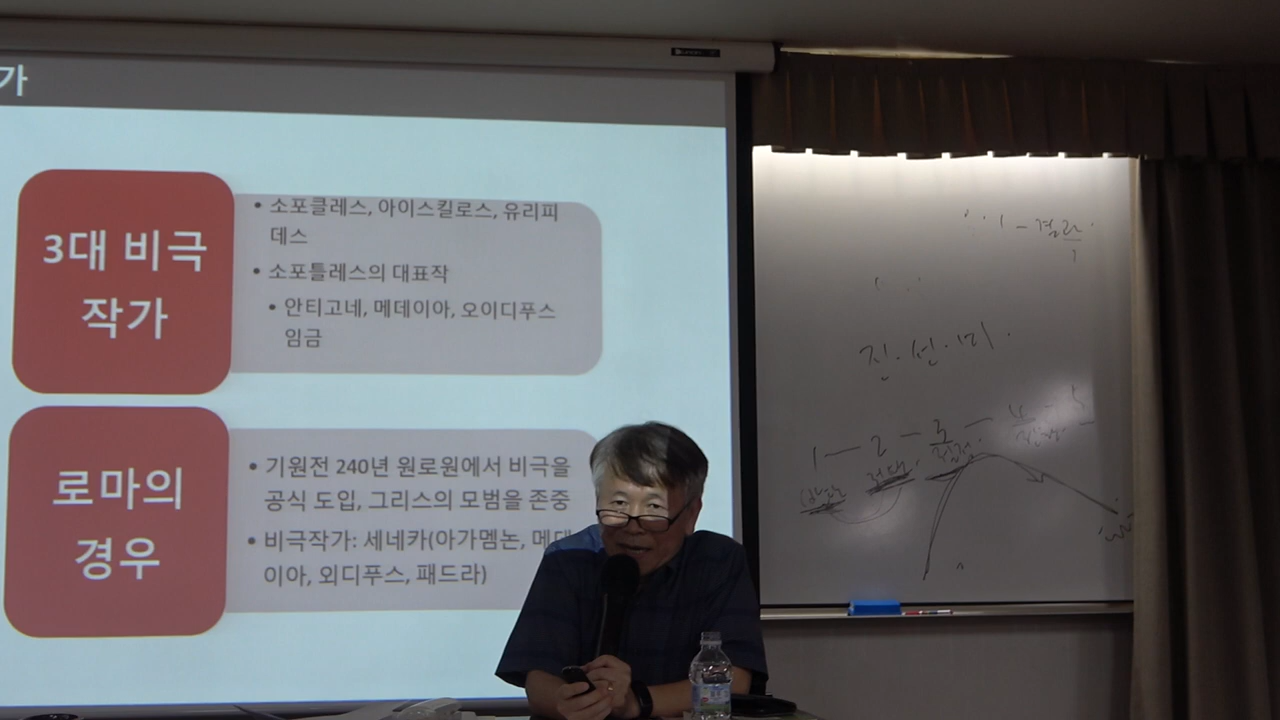 가
3대 비극
작가
• 소포클레스, 아이스킬로스, 유리피
데스
• 소포틀레스의 대표작
• 안티고네, 메데이아, 오이디푸스
임금
로마의
경우
• 기원전 240년 원로원에서 비극을
공식 도입, 그리스의 모범을 존중
• 비극작가: 세네카(아가멤논, 메데
이아, 외디푸스, 패드라)
진·선·미
1 — 2 — 3 — 4 — 5